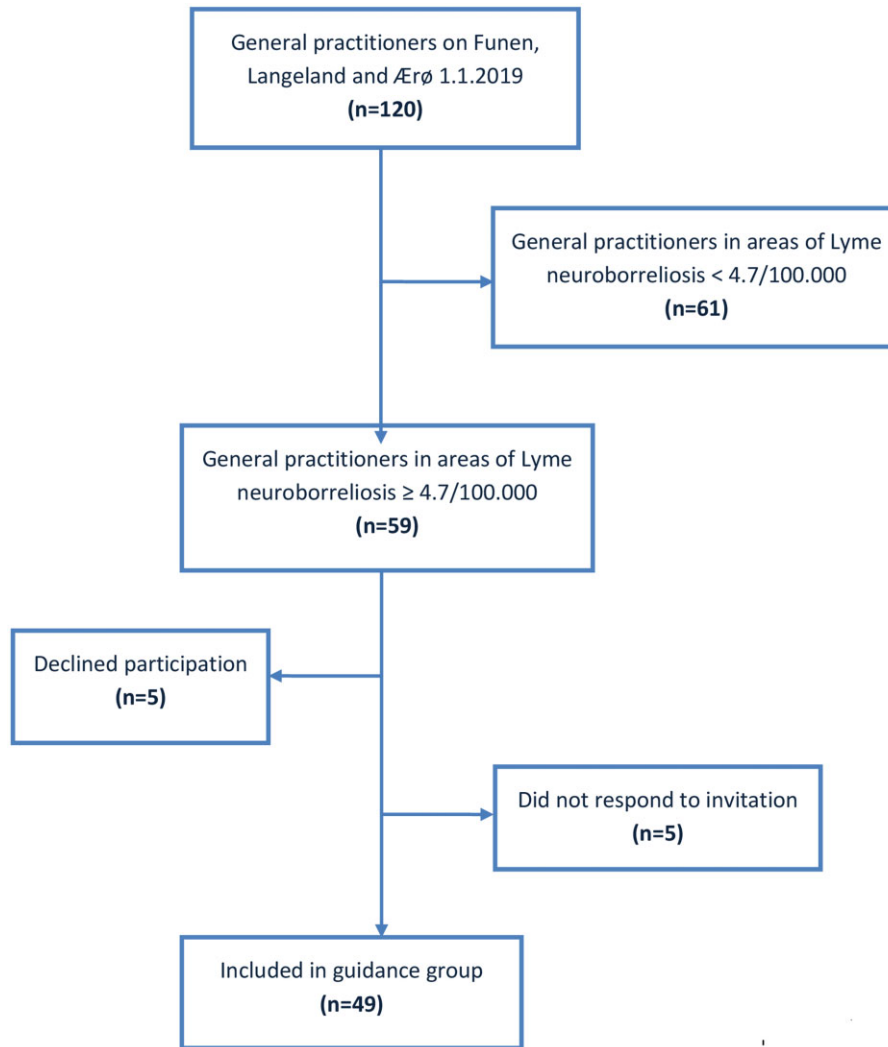 General practitioners on Funen,
Langeland and Ærø 1.1.2019
(n=120)
General practitioners in areas of Lyme
neuroborreliosis < 4.7/100.000
(n=61)
General practitioners in areas of Lyme
neuroborreliosis ≥ 4.7/100.000
(n=59)
Declined participation
(n=5)
Did not respond to invitation
(n=5)
Included in guidance group
(n=49)